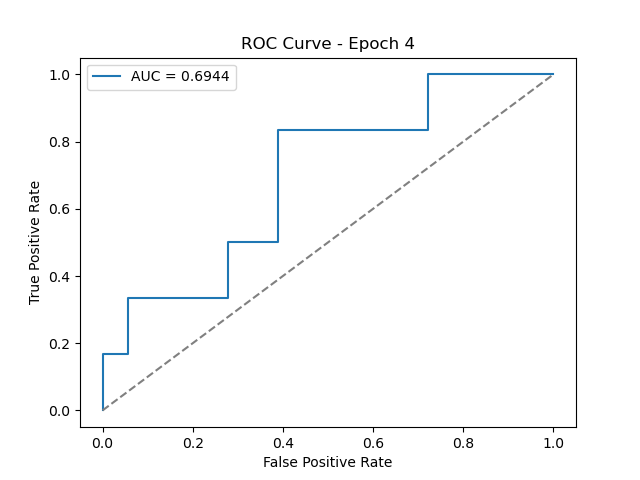 ROC Curve - Epoch 4
AUC = 0.6944
True Positive Rate
1.0
0.8
0.6
0.4
0.2
0.0
0.0 0.2 0.4 0.6 0.8 1.0
False Positive Rate